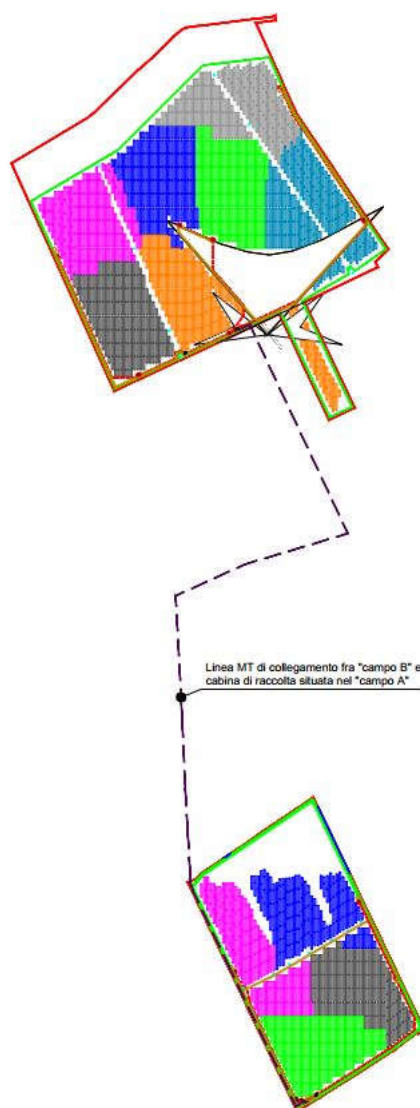 Linea MT di collegamento fra "campo B" e
cabina di raccolta situata nel "campo A"